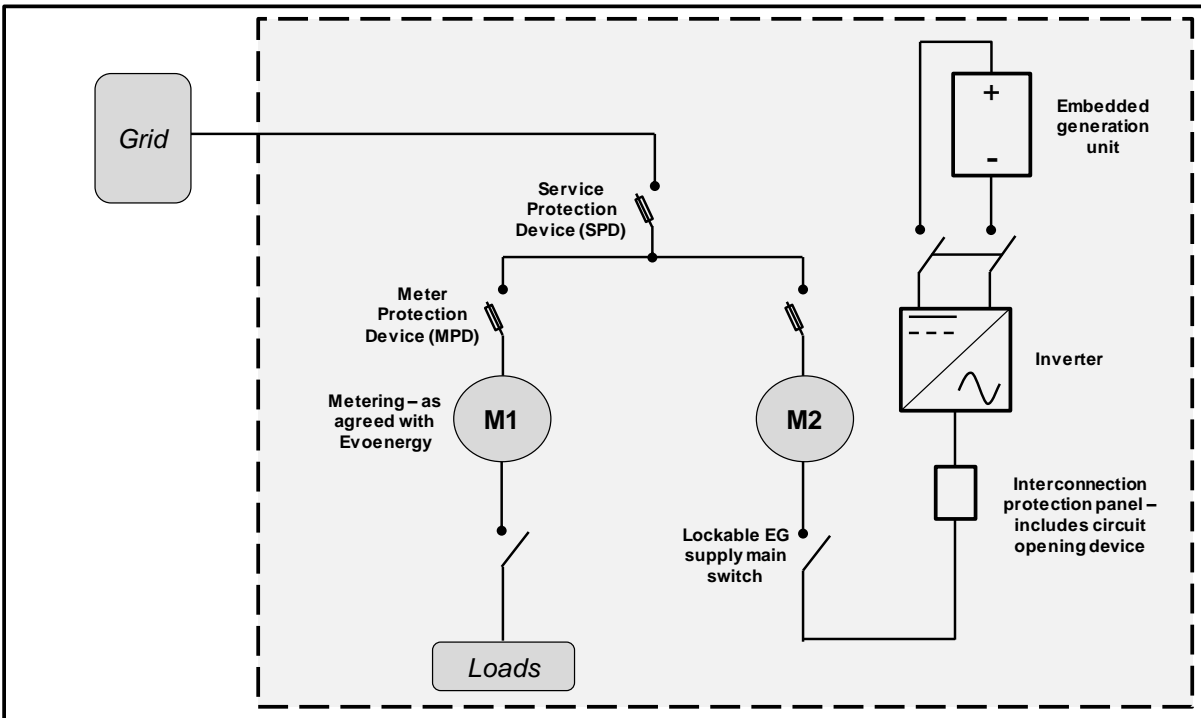 Grid
+
-
Embedded
generation
unit
Service
Protection
Device (SPD)
Meter
Protection
Device (MPD)
Inverter
Metering – as
agreed with
Evoenergy
M1
M2
Interconnection
protection panel –
includes circuit
opening device
Lockable EG
supply main
switch
Loads